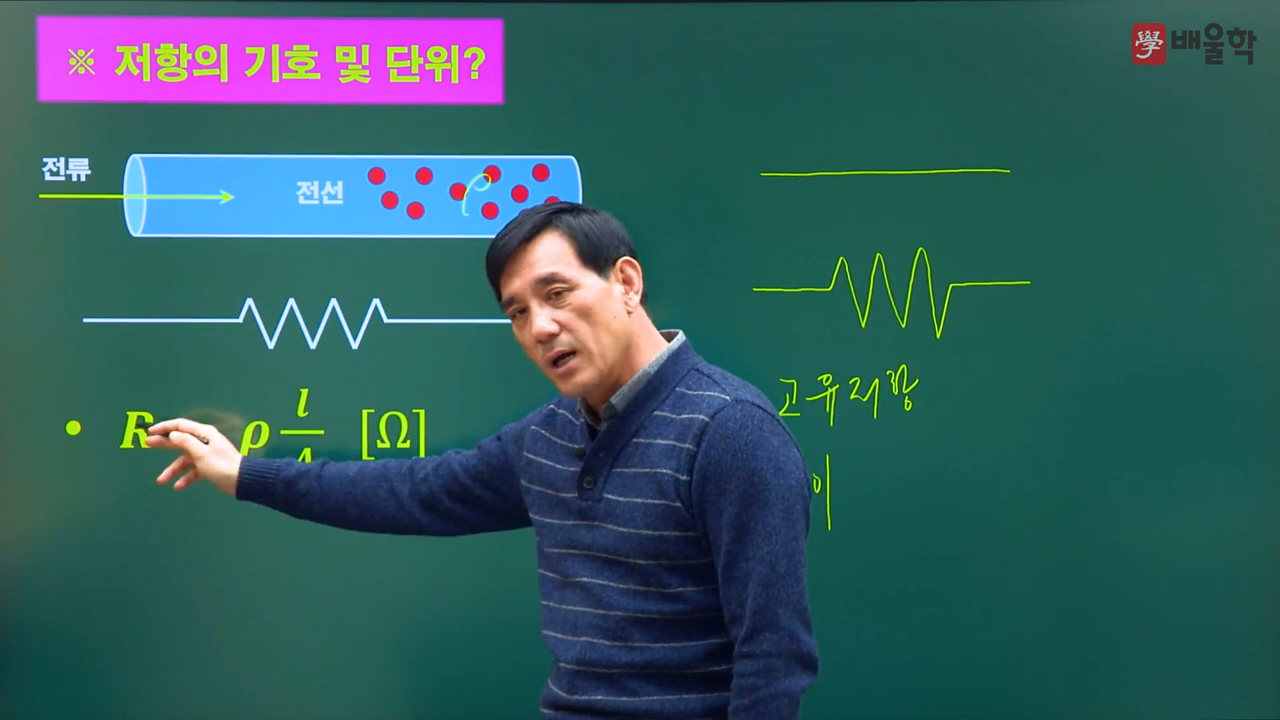 ※ 저항의 기호 및 단위?
學 배울학
전류
전선
ρ
고유저항
• R ρ l/A [Ω]
이